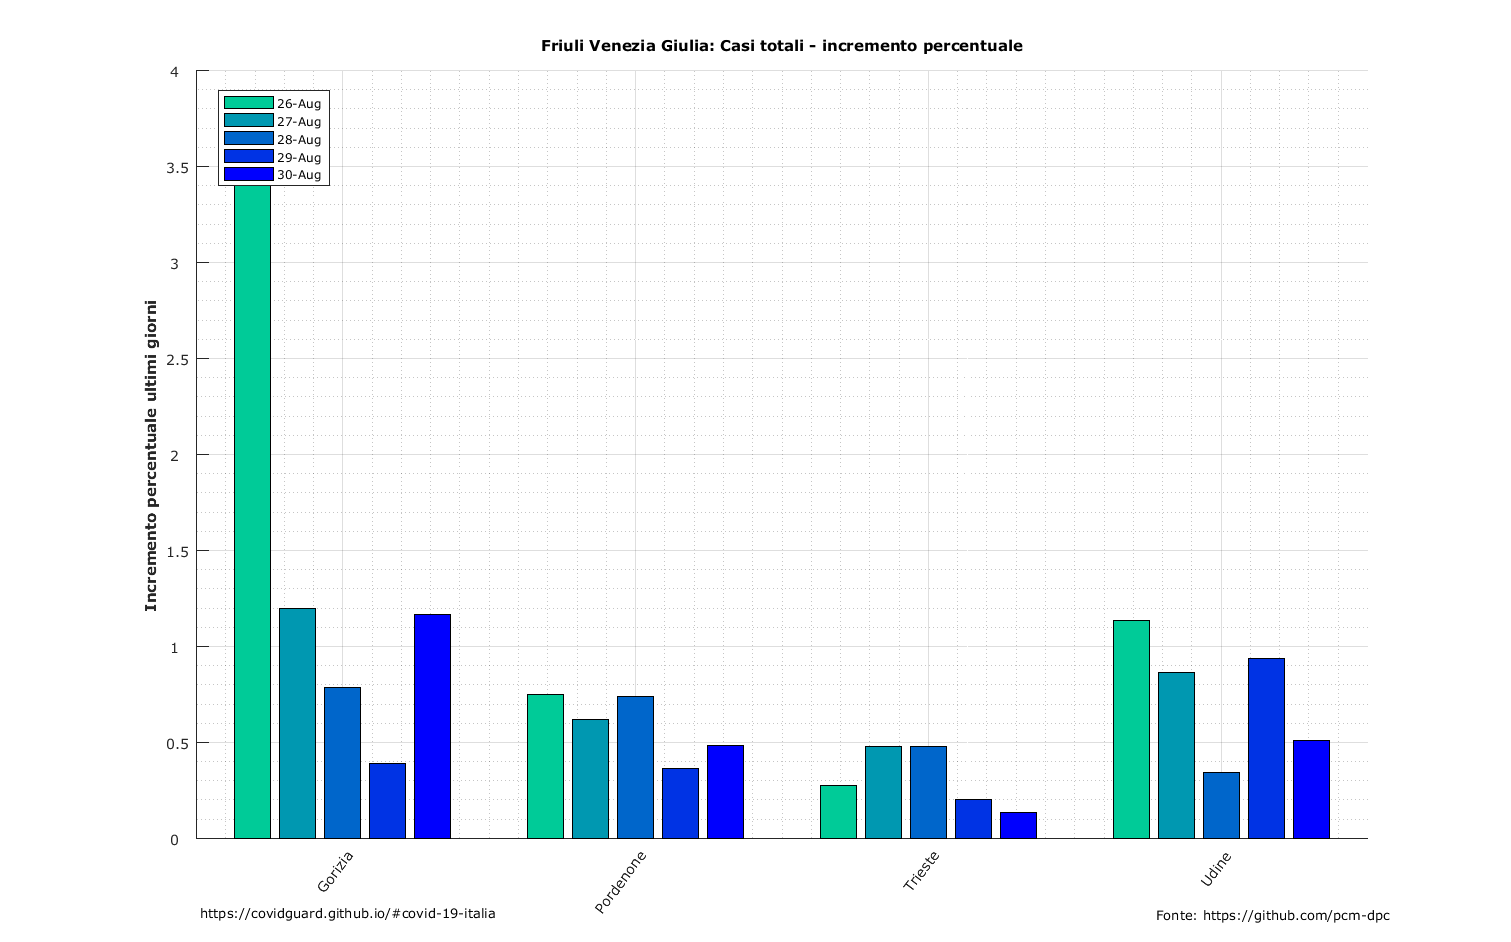 Friuli Venezia Giulia: Casi totali - incremento percentuale
Incremento percentuale ultimi giorni
4
3.5
3
2.5
2
1.5
1
0.5
0
26-Aug
27-Aug
28-Aug
29-Aug
30-Aug
Gorizia
Pordenone
Trieste
Udine
https://covidguard.github.io/#covid-19-italia
Fonte: https://github.com/pcm-dpc